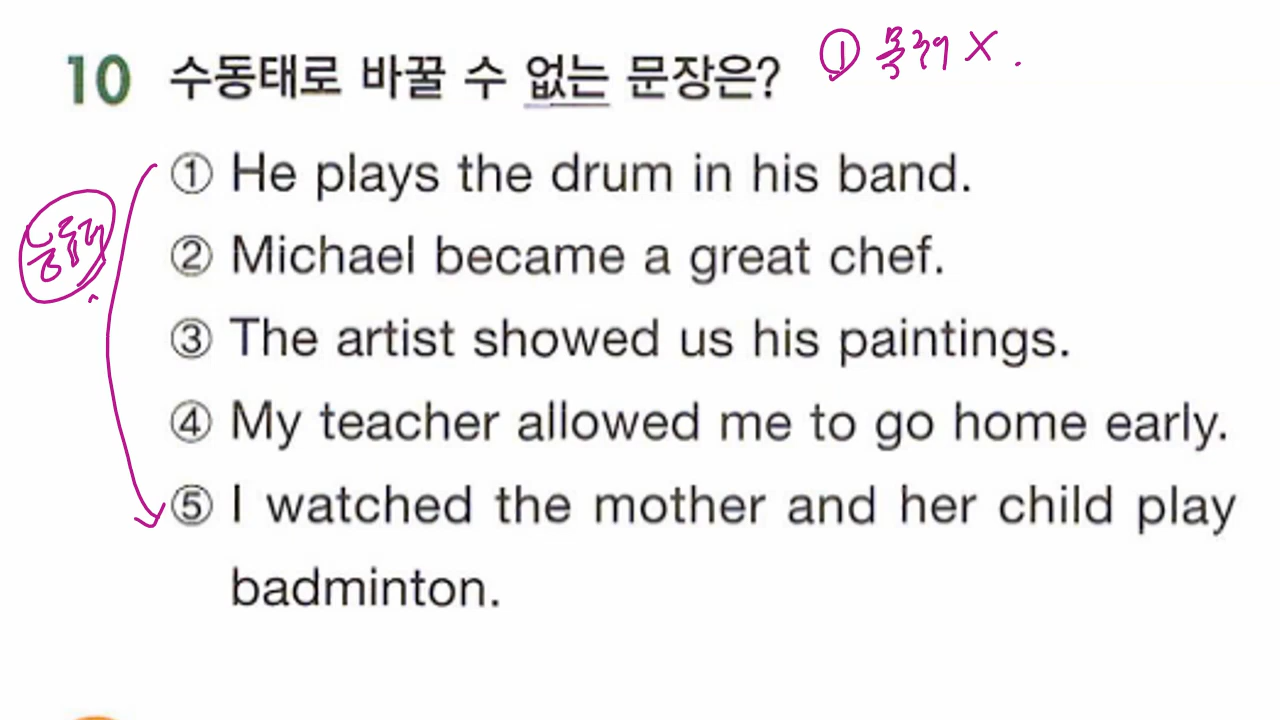 10 수동태로 바꿀 수 없는 문장은? ① 목적어 X.
① He plays the drum in his band.
② Michael became a great chef.
능동태
③ The artist showed us his paintings.
④ My teacher allowed me to go home early.
⑤ I watched the mother and her child play
badminton.